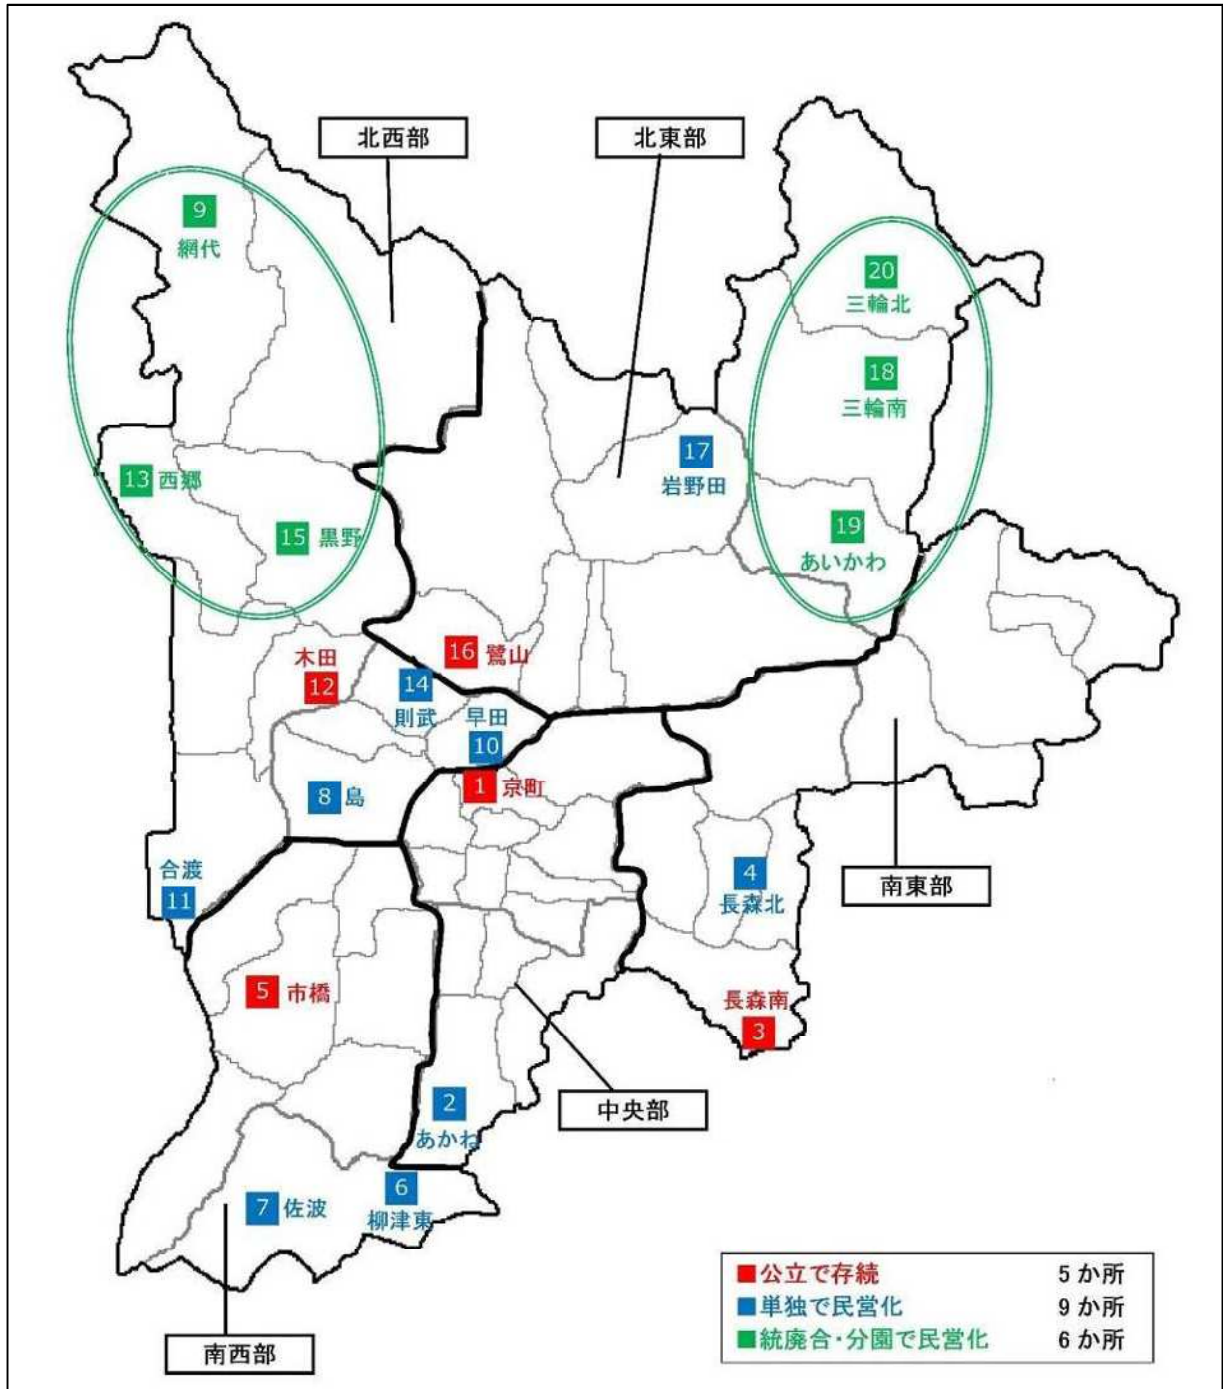 北西部
北東部
9
網代
20
三輪北
18
三輪南
17
岩野田
13 西郷
15 黒野
19
あいかわ
木田
12
16 鷺山
14
則武
早田
10
1 京町
8 島
合渡
11
4
長森北
南東部
5 市橋
長森南
3
2
あかね
中央部
6
柳津東
7 佐波
南西部
■公立で存続 5か所
■単独で民営化 9か所
■統廃合・分園で民営化 6か所